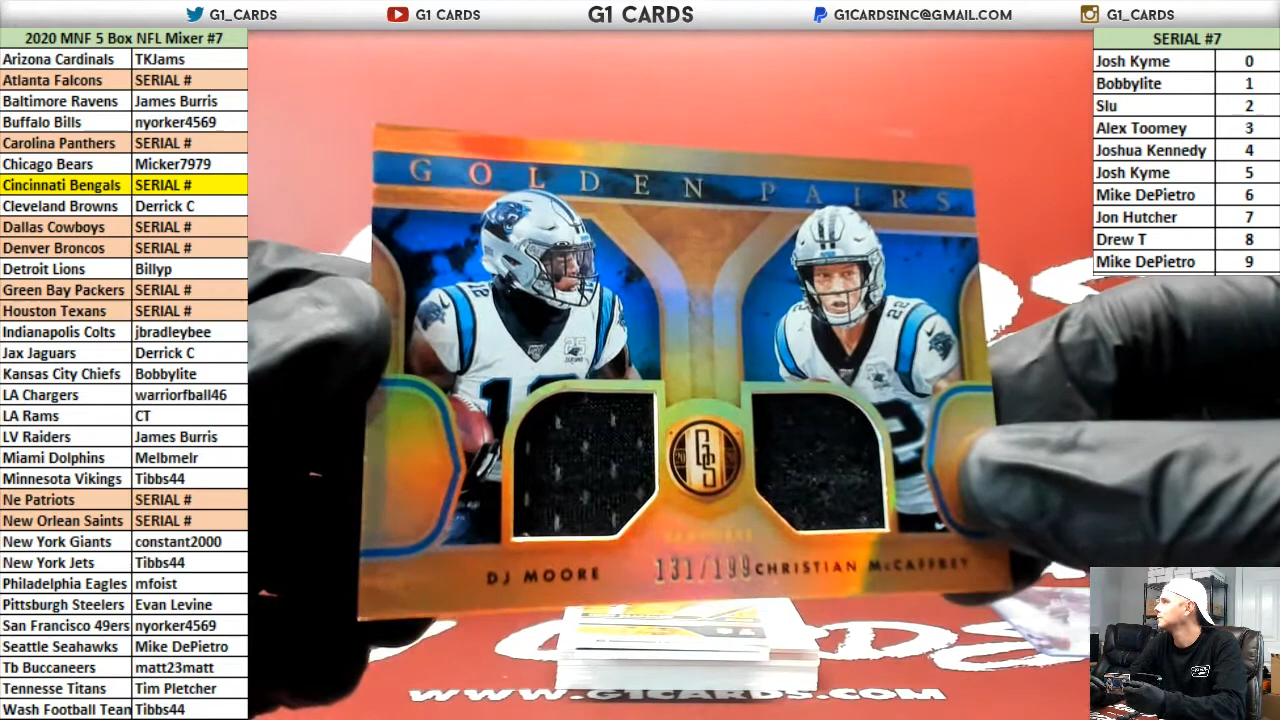 G1_CARDS
G1 CARDS
G1 CARDS
G1CARDSINC@GMAIL.COM
G1_CARDS
2020 MNF 5 Box NFL Mixer #7
Arizona Cardinals TKJams
Atlanta Falcons SERIAL #
Baltimore Ravens James Burris
Buffalo Bills nyorker4569
Carolina Panthers SERIAL #
Chicago Bears Micker7979
Cincinnati Bengals SERIAL #
Cleveland Browns Derrick C
Dallas Cowboys SERIAL #
Denver Broncos SERIAL #
Detroit Lions Billyp
Green Bay Packers SERIAL #
Houston Texans SERIAL #
Indianapolis Colts jbradleybee
Jax Jaguars Derrick C
Kansas City Chiefs Bobbylite
LA Chargers warriorfball46
LA Rams CT
LV Raiders James Burris
Miami Dolphins Melbmelr
Minnesota Vikings Tibbs44
Ne Patriots SERIAL #
New Orlean Saints SERIAL #
New York Giants constant2000
New York Jets Tibbs44
Philadelphia Eagles mfoist
Pittsburgh Steelers Evan Levine
San Francisco 49ers nyorker4569
Seattle Seahawks Mike DePietro
Tb Buccaneers matt23matt
Tennesse Titans Tim Pletcher
Wash Football Tean Tibbs44
SERIAL #7
Josh Kyme 0
Bobbylite 1
Slu 2
Alex Toomey 3
Joshua Kennedy 4
Josh Kyme 5
Mike DePietro 6
Jon Hutcher 7
Drew T 8
Mike DePietro 9
GOLDEN PAIRS
22
GS
DJ MOORE
131/199
CHRISTIAN McCAFFREY
WWW.G1CARDS.COM